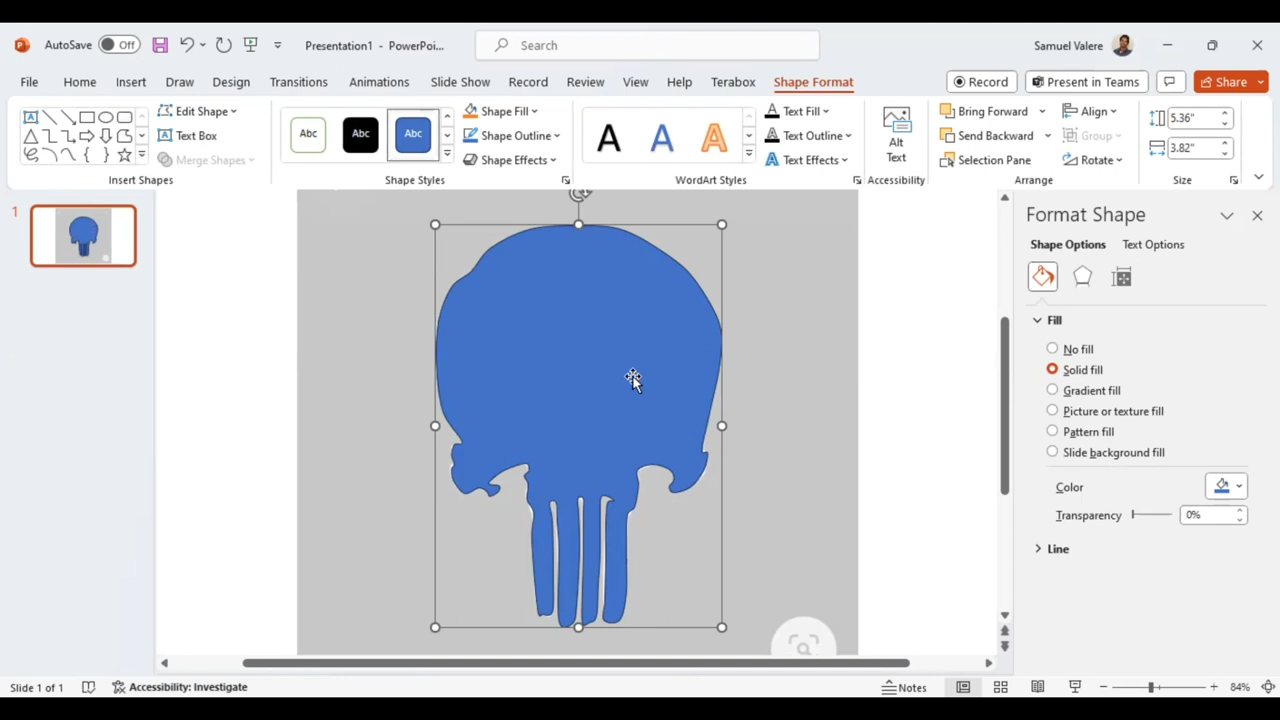 AutoSave Off Presentation1 - PowerPoi... Search Samuel Valere
File Home Insert Draw Design Transitions Animations Slide Show Record Review View Help Terabox Shape Format Record Present in Teams Share
Edit Shape Abc Abc Abc Shape Fill A A A Text Fill Bring Forward Align 5.36"
Text Box Shape Outline Text Outline Alt Text Send Backward Group 3.82"
Merge Shapes Shape Effects Text Effects Selection Pane Rotate
Insert Shapes Shape Styles WordArt Styles Accessibility Arrange Size
1
Format Shape
Shape Options Text Options
Fill
No fill
Solid fill
Gradient fill
Picture or texture fill
Pattern fill
Slide background fill
Color
Transparency 0%
Line
Slide 1 of 1 Accessibility: Investigate Notes 84%